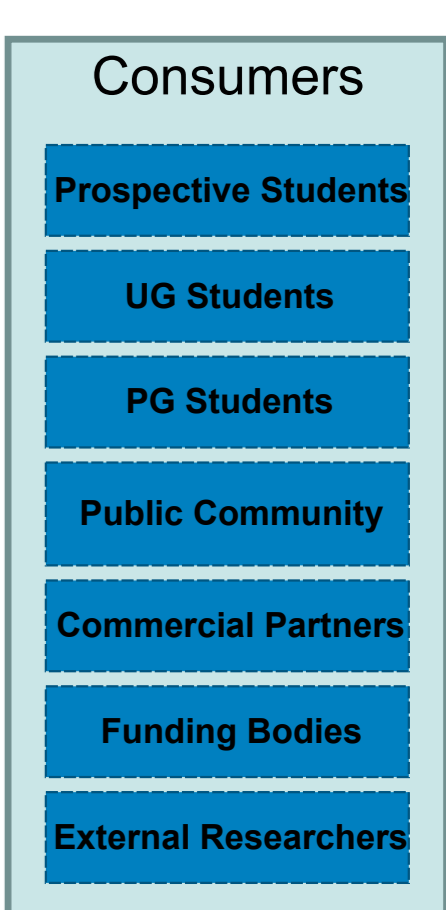 Consumers
Prospective Students
UG Students
PG Students
Public Community
Commercial Partners
Funding Bodies
External Researchers